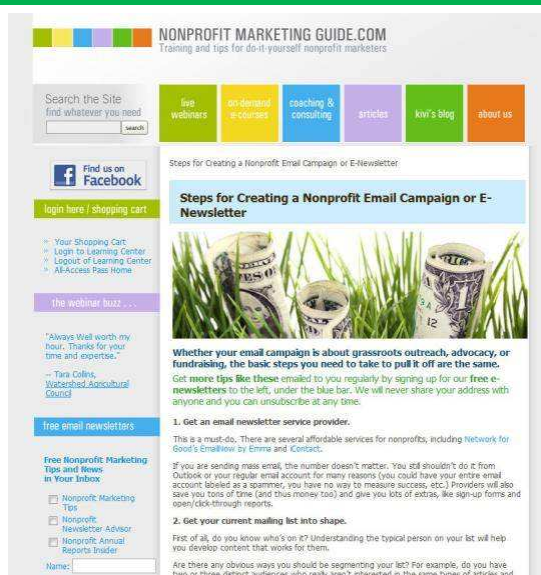 NONPROFIT MARKETING GUIDE.COM
Training and tips for do-it-yourself nonprofit marketers
Search the Site
find whatever you need
search
live
webinars
on-demand
e-courses
coaching &
consulting
articles
kivi's blog
about us
Find us on
Facebook
login here / shopping cart
» Your Shopping Cart
» Login to Learning Center
» Logout of Learning Center
» All-Access Pass Home
the webinar buzz . . .
"Always Well worth my
hour. Thanks for your
time and expertise."
-- Tara Collins,
Watershed Agricultural
Council
free email newsletters
Free Nonprofit Marketing
Tips and News
in Your Inbox
Nonprofit Marketing
Tips
Nonprofit
Newsletter Advisor
Nonprofit Annual
Reports Insider
Name:
Steps for Creating a Nonprofit Email Campaign or E-Newsletter
Steps for Creating a Nonprofit Email Campaign or E-
Newsletter
Whether your email campaign is about grassroots outreach, advocacy, or
fundraising, the basic steps you need to take to pull it off are the same.
Get more tips like these emailed to you regularly by signing up for our free e-
newsletters to the left, under the blue bar. We will never share your address with
anyone and you can unsubscribe at any time.
1. Get an email newsletter service provider.
This is a must-do. There are several affordable services for nonprofits, including Network for
Good's EmailNow by Emma and iContact.
If you are sending mass email, the number doesn't matter. You still shouldn't do it from
Outlook or your regular email account for many reasons (you could have your entire email
account labeled as a spammer, you have no way to measure success, etc.) Providers will also
save you tons of time (and thus money too) and give you lots of extras, like sign-up forms and
open/click-through reports.
2. Get your current mailing list into shape.
First of all, do you know who's on it? Understanding the typical person on your list will help
you develop content that works for them.
Are there any obvious ways you should be segmenting your list? For example, do you have
two or three distinct audiences who really aren't interested in the same types of articles and